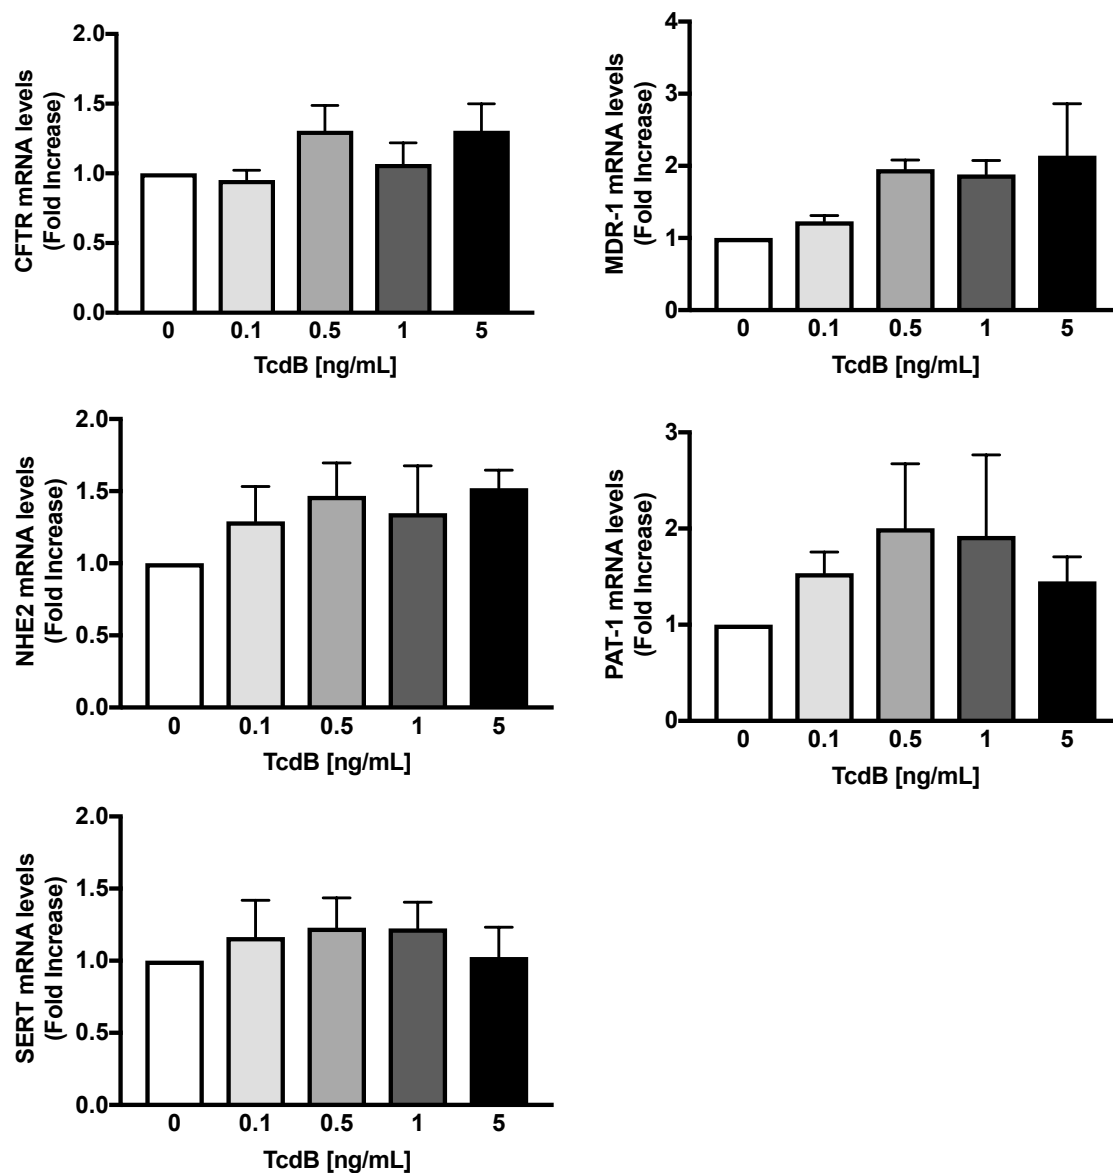 CFTR mRNA levels
(Fold Increase)
2.0
1.5
1.0
0.5
0.0
0 0.1 0.5 1 5
TcdB [ng/mL]
MDR-1 mRNA levels
(Fold Increase)
4
3
2
1
0
0 0.1 0.5 1 5
TcdB [ng/mL]
NHE2 mRNA levels
(Fold Increase)
2.0
1.5
1.0
0.5
0.0
0 0.1 0.5 1 5
TcdB [ng/mL]
PAT-1 mRNA levels
(Fold Increase)
3
2
1
0
0 0.1 0.5 1 5
TcdB [ng/mL]
SERT mRNA levels
(Fold Increase)
2.0
1.5
1.0
0.5
0.0
0 0.1 0.5 1 5
TcdB [ng/mL]